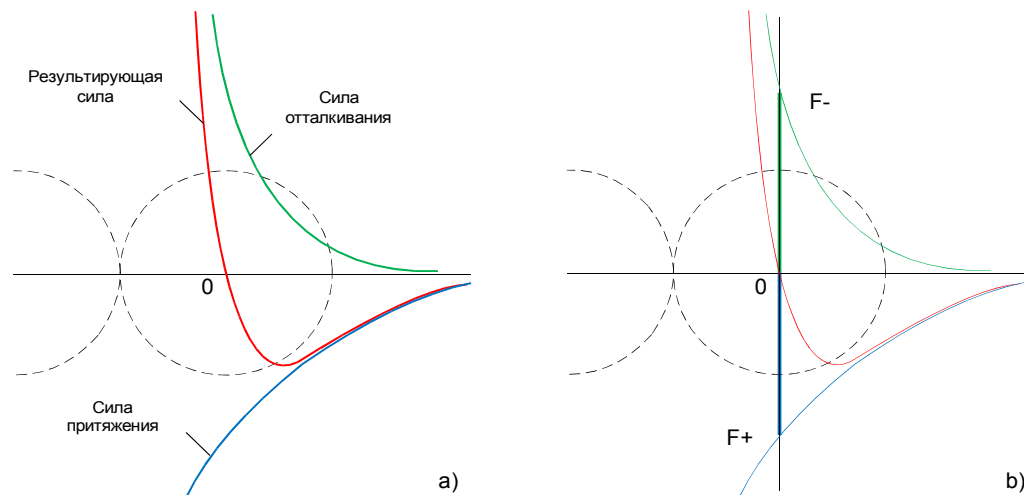 Результирующая
сила
Сила
отталкивания
0
Сила
притяжения
a)
F-
0
F+
b)